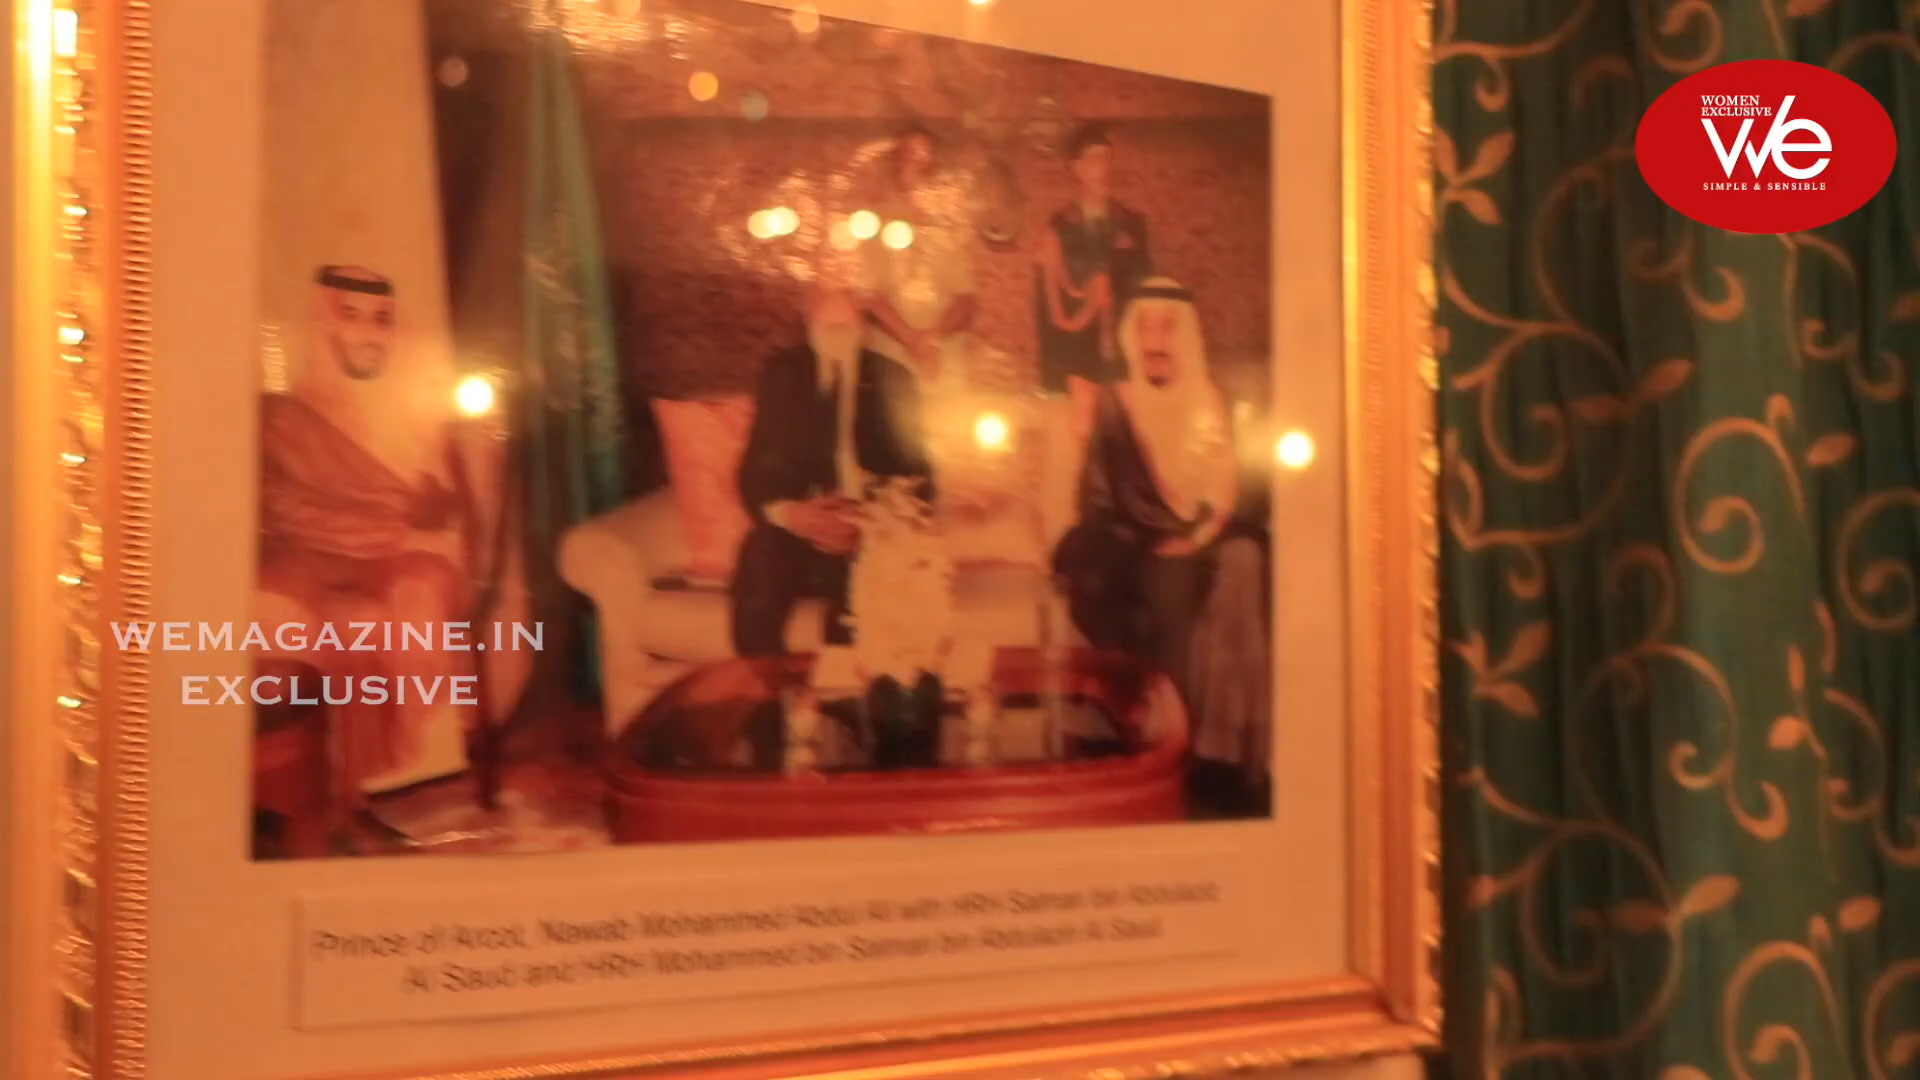 WOMEN
EXCLUSIVE
We
SIMPLE & SENSIBLE
WEMAGAZINE.IN
EXCLUSIVE
Prince of Arcot, Nawab Mohammed Abdul Ali with HRH Salman bin Abdulaziz
Al Saud and HRH Mohammed bin Salman bin Abdulaziz Al Saud